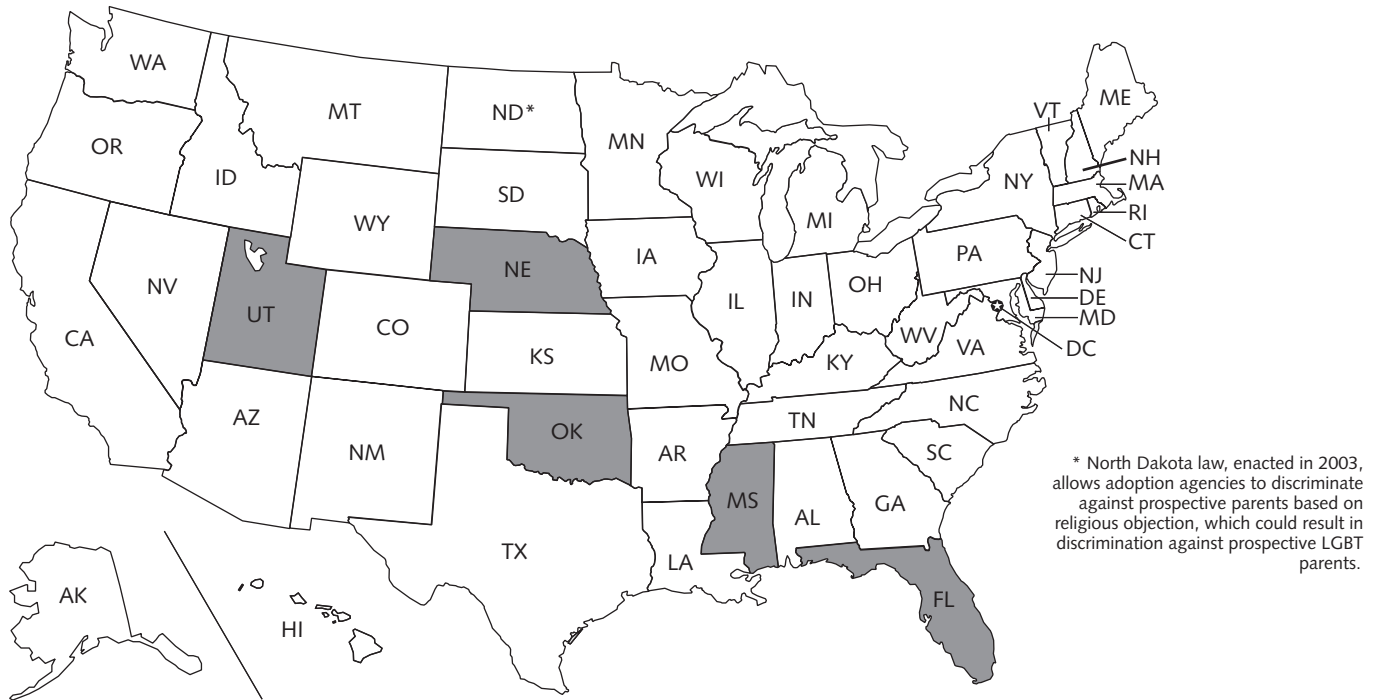 WA
MT
ND*
MN
VT
ME
OR
ID
SD
WI
NY
NH
MA
WY
MI
RI
CT
NE
IA
PA
NV
UT
CO
IL
IN
OH
NJ
DE
MD
CA
KS
MO
WV
VA
DC
KY
AZ
NM
OK
AR
TN
NC
SC
MS
AL
GA
TX
LA
AK
HI
FL
* North Dakota law, enacted in 2003,
allows adoption agencies to discriminate
against prospective parents based on
religious objection, which could result in
discrimination against prospective LGBT
parents.